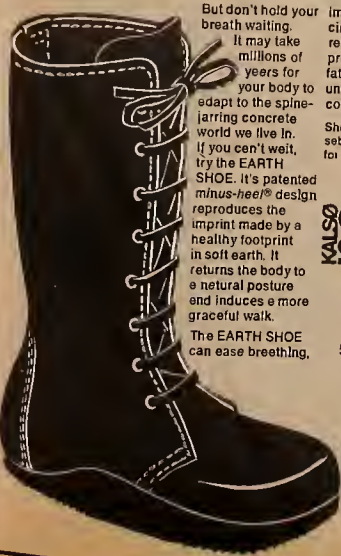 But don't hold your
breath waiting.
It may take
millions of
yeers for
your body to
edapt to the spine-
jarring concrete
world we live in.
If you cen't weit,
try the EARTH
SHOE. It's patented
minus-heel® design
reproduces the
imprint made by a
healthy footprint
in soft earth. It
returns the body to
e netural posture
end induces e more
graceful walk.
The EARTH SHOE
can ease breething,
KALSØ